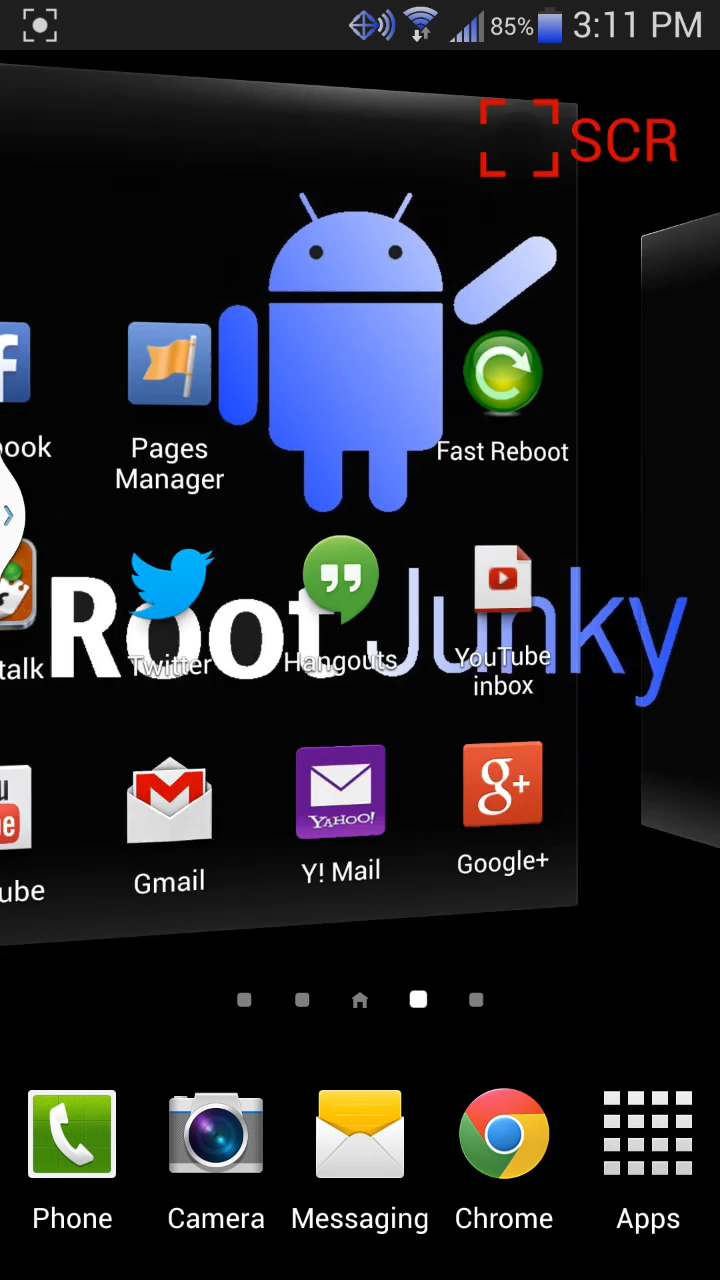 85% 3:11 PM
SCR
book
Pages
Manager
Fast Reboot
Root Junky
talk
Twitter
Hangouts
YouTube
inbox
YAHOO!
g+
ube
Gmail
Y! Mail
Google+
Phone
Camera
Messaging
Chrome
Apps